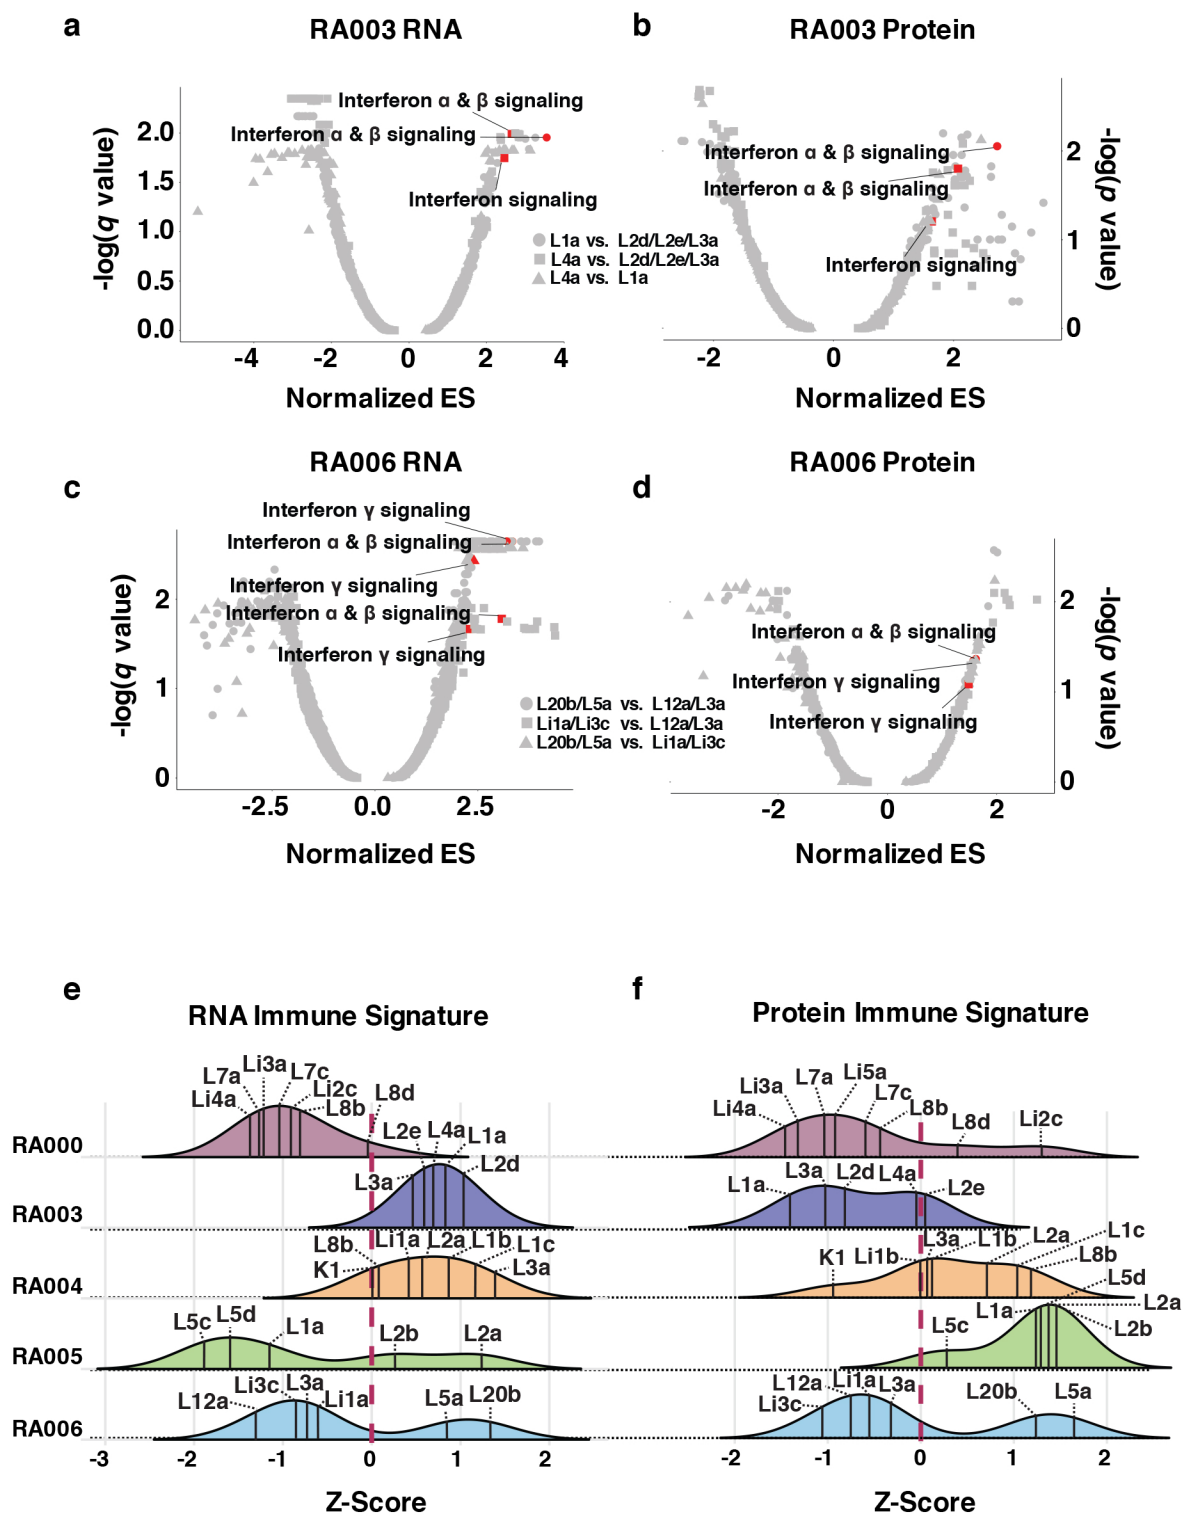 a
RA003 RNA
b
RA003 Protein
Interferon α & β signaling
Interferon α & β signaling
Interferon signaling
2.0
1.5
1.0
0.5
0.0
-log(q value)
L1a vs. L2d/L2e/L3a
L4a vs. L2d/L2e/L3a
L4a vs. L1a
-4
-2
0
2
4
Normalized ES
Interferon α & β signaling
Interferon α & β signaling
Interferon signaling
2
1
0
-log(p value)
-2
0
2
Normalized ES
c
RA006 RNA
d
RA006 Protein
Interferon γ signaling
Interferon α & β signaling
Interferon γ signaling
Interferon α & β signaling
Interferon γ signaling
2
1
0
-log(q value)
L20b/L5a vs. L12a/L3a
Li1a/Li3c vs. L12a/L3a
L20b/L5a vs. Li1a/Li3c
-2.5
0.0
2.5
Normalized ES
Interferon α & β signaling
Interferon γ signaling
Interferon γ signaling
2
1
0
-log(p value)
-2
0
2
Normalized ES
e
RNA Immune Signature
f
Protein Immune Signature
RA000
Li4a
L7a
Li3a
L7c
Li2c
L8b
L8d
RA003
L3a
L2e
L4a
L1a
L2d
RA004
K1
L8b
Li1a
L2a
L1b
L1c
L3a
RA005
L5c
L5d
L1a
L2b
L2a
RA006
L12a
Li3c
L3a
Li1a
L5a
L20b
-3
-2
-1
0
1
2
Z-Score
Li4a
Li3a
L7a
Li5a
L7c
L8b
L8d
Li2c
L1a
L3a
L2d
L4a
L2e
K1
Li1b
L3a
L1b
L2a
L1c
L8b
L5c
L1a
L5d
L2a
L2b
Li3c
L12a
Li1a
L3a
L20b
L5a
-2
-1
0
1
2
Z-Score